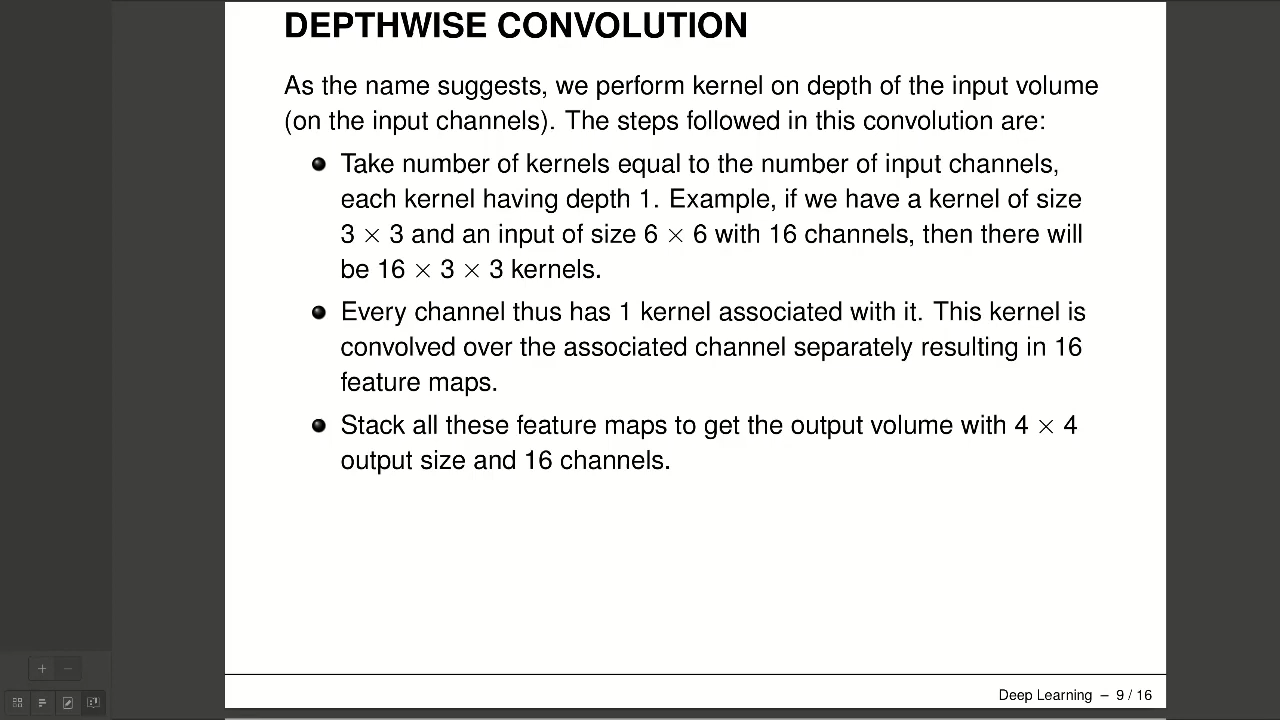 DEPTHWISE CONVOLUTION
As the name suggests, we perform kernel on depth of the input volume
(on the input channels). The steps followed in this convolution are:
Take number of kernels equal to the number of input channels,
each kernel having depth 1. Example, if we have a kernel of size
3 × 3 and an input of size 6 × 6 with 16 channels, then there will
be 16 × 3 × 3 kernels.
Every channel thus has 1 kernel associated with it. This kernel is
convolved over the associated channel separately resulting in 16
feature maps.
Stack all these feature maps to get the output volume with 4 × 4
output size and 16 channels.
Deep Learning – 9 / 16